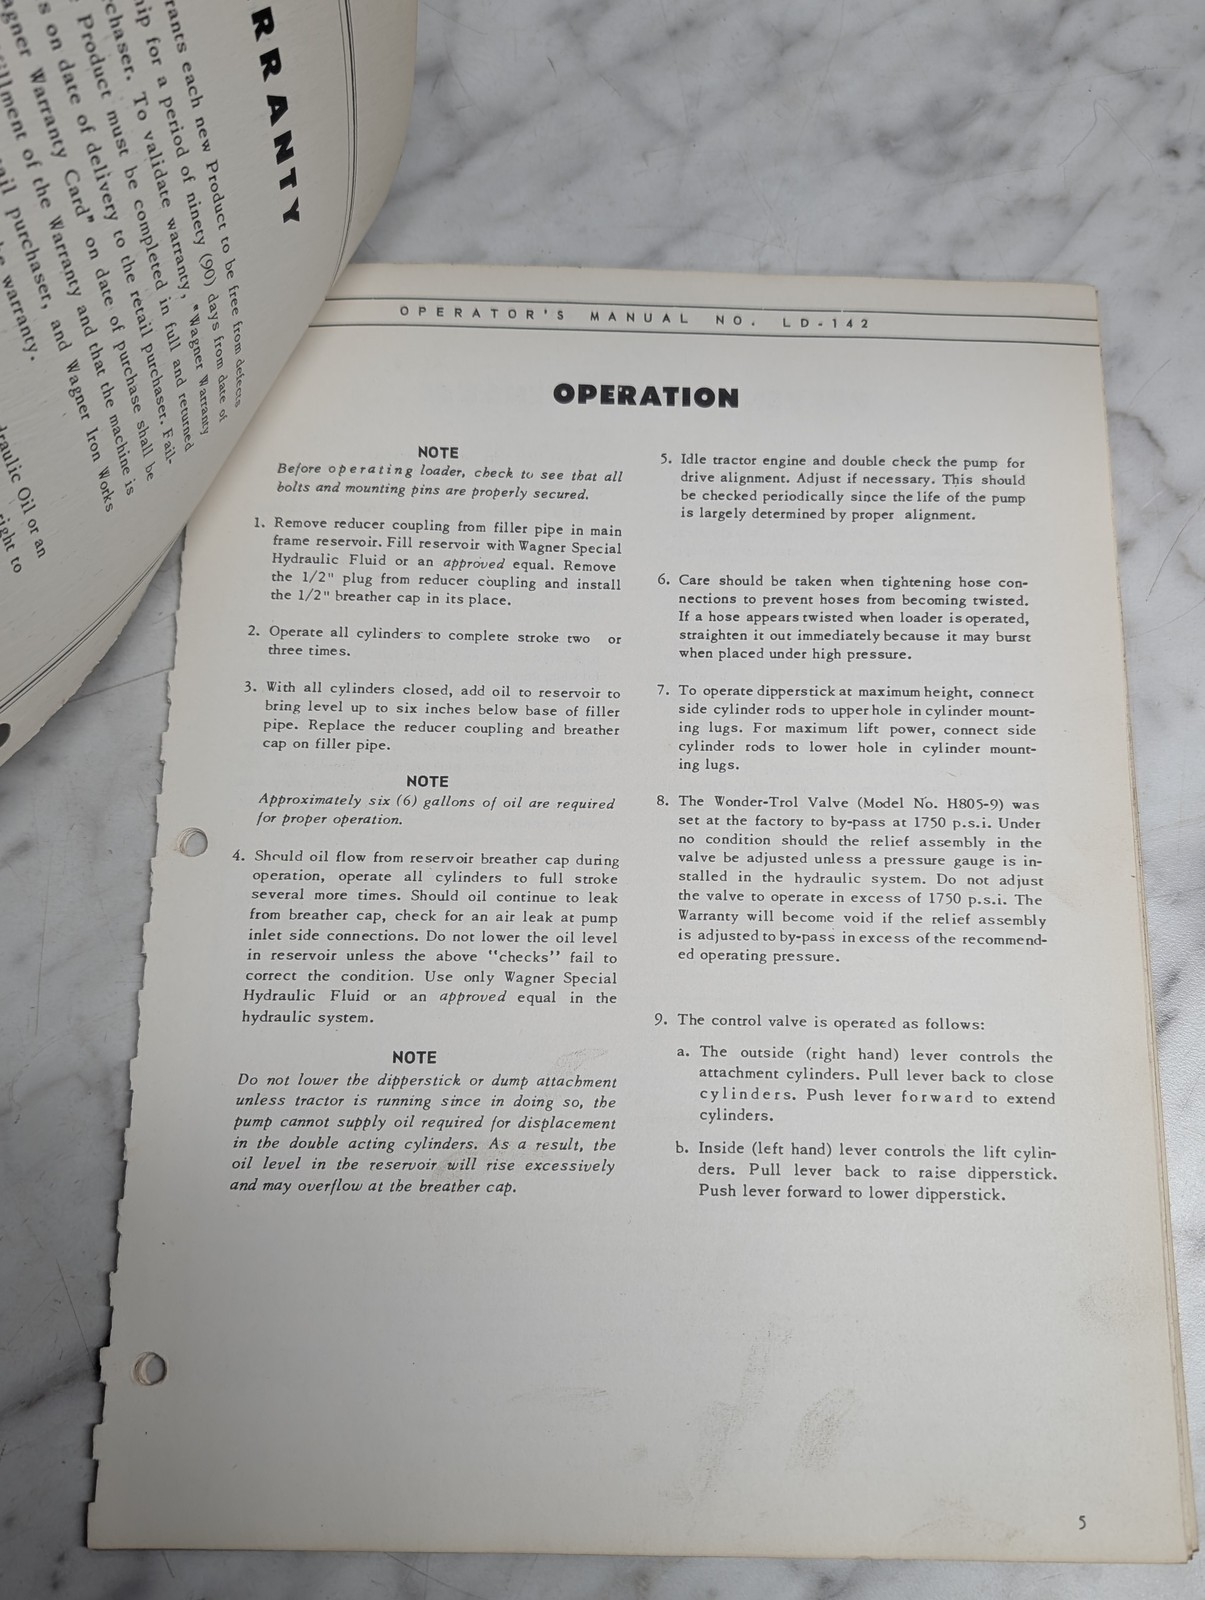 RRANTY
rants each new Product to be free from defects
ip for a period of ninety (90) days from date of
chaser. To validate warranty, "Wagner Warranty
Product must be completed in full and returned
s on date of delivery to the retail purchaser. Fail-
agner Warranty Card" on date of purchase shall be
illment of the Warranty and that the machine is
ail purchaser, and Wagner Iron Works
warranty.
draulic Oil or an
right to
OPERATOR'S MANUAL NO. LD-142
OPERATION
NOTE
Before operating loader, check to see that all
bolts and mounting pins are properly secured.
1. Remove reducer coupling from filler pipe in main
frame reservoir. Fill reservoir with Wagner Special
Hydraulic Fluid or an approved equal. Remove
the 1/2" plug from reducer coupling and install
the 1/2" breather cap in its place.
2. Operate all cylinders to complete stroke two or
three times.
3. With all cylinders closed, add oil to reservoir to
bring level up to six inches below base of filler
pipe. Replace the reducer coupling and breather
cap on filler pipe.
NOTE
Approximately six (6) gallons of oil are required
for proper operation.
4. Should oil flow from reservoir breather cap during
operation, operate all cylinders to full stroke
several more times. Should oil continue to leak
from breather cap, check for an air leak at pump
inlet side connections. Do not lower the oil level
in reservoir unless the above "checks" fail to
correct the condition. Use only Wagner Special
Hydraulic Fluid or an approved equal in the
hydraulic system.
NOTE
Do not lower the dipperstick or dump attachment
unless tractor is running since in doing so, the
pump cannot supply oil required for displacement
in the double acting cylinders. As a result, the
oil level in the reservoir will rise excessively
and may overflow at the breather cap.
5. Idle tractor engine and double check the pump for
drive alignment. Adjust if necessary. This should
be checked periodically since the life of the pump
is largely determined by proper alignment.
6. Care should be taken when tightening hose con-
nections to prevent hoses from becoming twisted.
If a hose appears twisted when loader is operated,
straighten it out immediately because it may burst
when placed under high pressure.
7. To operate dipperstick at maximum height, connect
side cylinder rods to upper hole in cylinder mount-
ing lugs. For maximum lift power, connect side
cylinder rods to lower hole in cylinder mount-
ing lugs.
8. The Wonder-Trol Valve (Model No. H805-9) was
set at the factory to by-pass at 1750 p.s.i. Under
no condition should the relief assembly in the
valve be adjusted unless a pressure gauge is in-
stalled in the hydraulic system. Do not adjust
the valve to operate in excess of 1750 p.s.i. The
Warranty will become void if the relief assembly
is adjusted to by-pass in excess of the recommend-
ed operating pressure.
9. The control valve is operated as follows:
a. The outside (right hand) lever controls the
attachment cylinders. Pull lever back to close
cylinders. Push lever forward to extend
cylinders.
b. Inside (left hand) lever controls the lift cylin-
ders. Pull lever back to raise dipperstick.
Push lever forward to lower dipperstick.
5